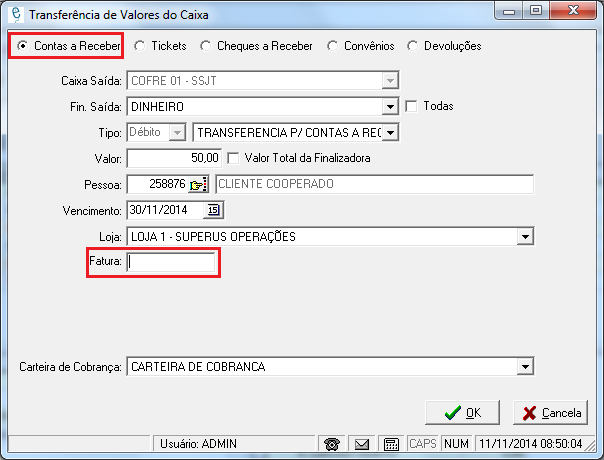 Transferência de Valores do Caixa
Contas a Receber Tickets Cheques a Receber Convênios Devoluções
Caixa Saída: COFRE 01 - SSJT
Fin. Saída: DINHEIRO Todas
Tipo: Débito TRANSFERENCIA P/ CONTAS A REC
Valor: 50,00 Valor Total da Finalizadora
Pessoa: 258876 CLIENTE COOPERADO
Vencimento: 30/11/2014 15
Loja: LOJA 1 - SUPERUS OPERAÇÕES
Fatura:
Carteira de Cobrança: CARTEIRA DE COBRANCA
OK Cancela
Usuário: ADMIN CAPS NUM 11/11/2014 08:50:04